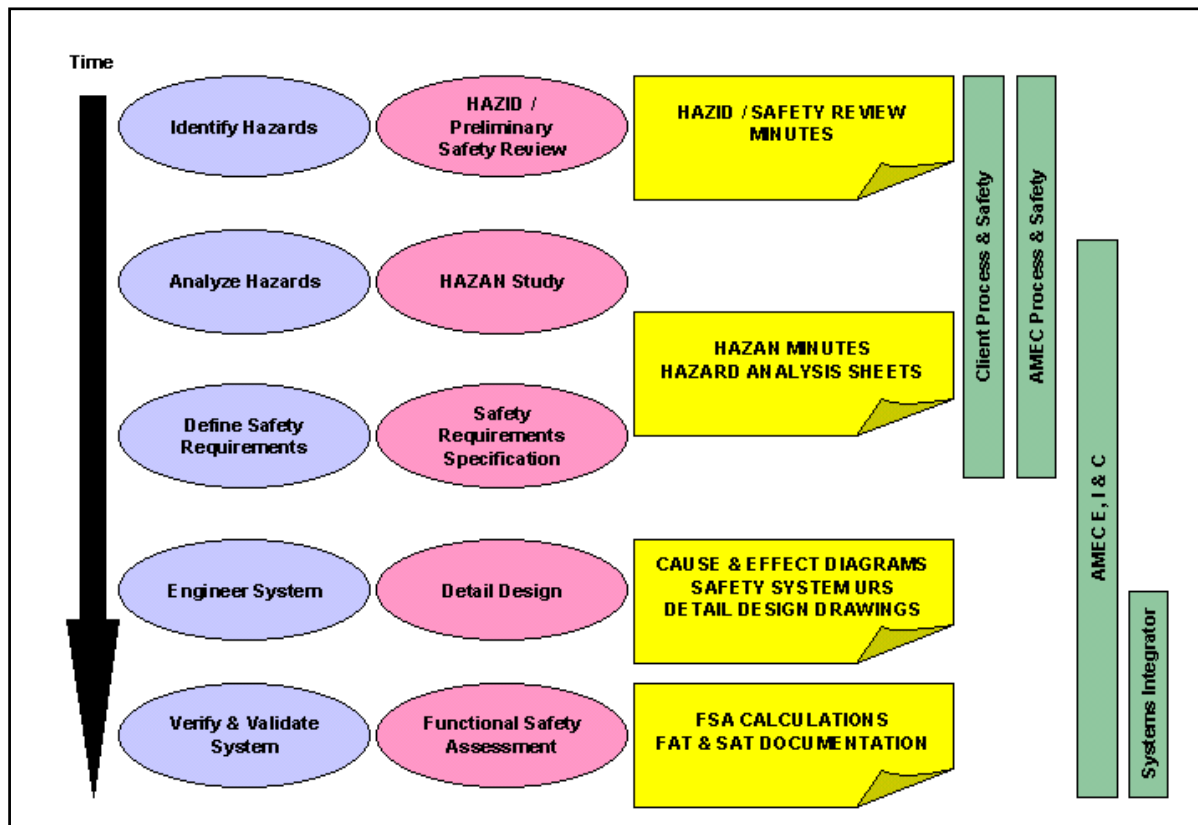 Time
Identify Hazards
HAZID /
Preliminary
Safety Review
HAZID / SAFETY REVIEW
MINUTES
Analyze Hazards
HAZAN Study
HAZAN MINUTES
HAZARD ANALYSIS SHEETS
Define Safety
Requirements
Safety
Requirements
Specification
Engineer System
Detail Design
CAUSE & EFFECT DIAGRAMS
SAFETY SYSTEM URS
DETAIL DESIGN DRAWINGS
Verify & Validate
System
Functional Safety
Assessment
FSA CALCULATIONS
FAT & SAT DOCUMENTATION
Client Process & Safety
AMEC Process & Safety
AMEC E, I & C
Systems Integrator